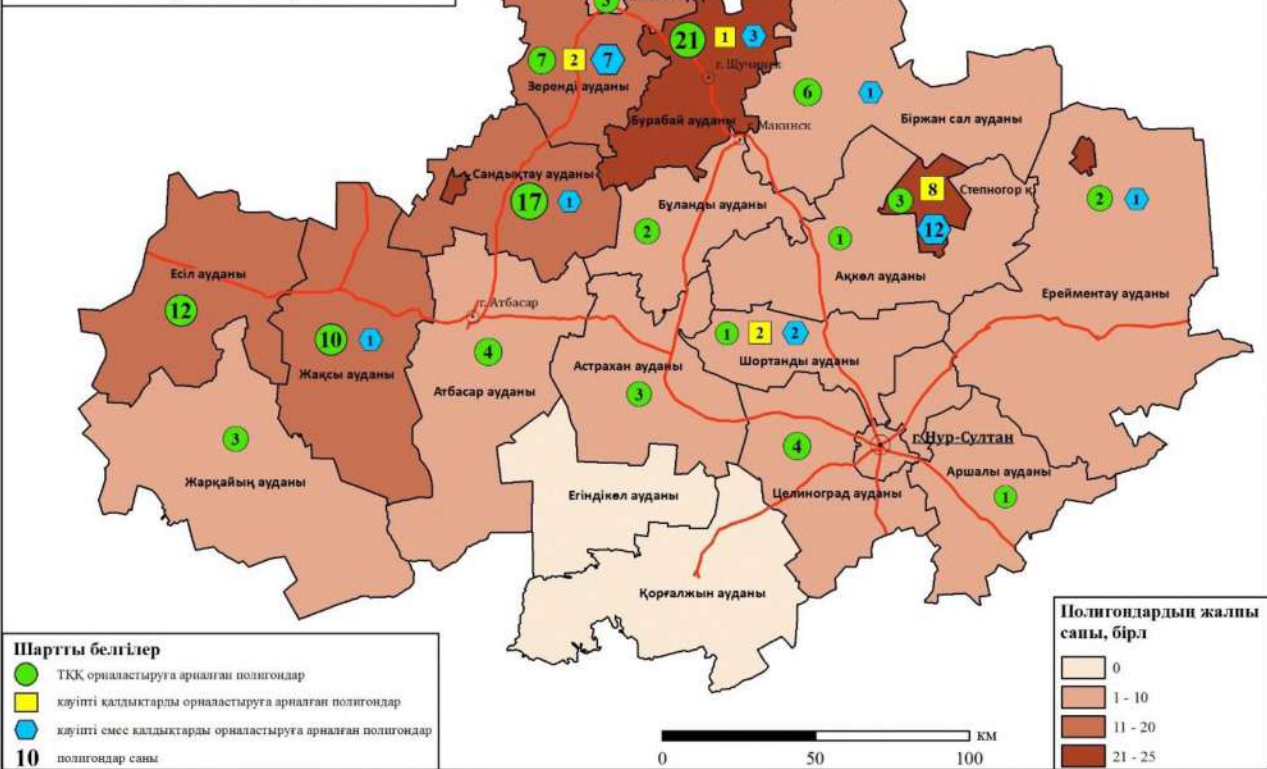 3
21 1 3
7 2 7
г. Щучинск
Зеренді ауданы
6 1
Бурабай ауданы
г. Макинск
Біржан сал ауданы
Сандықтау ауданы
17 1
8
3
Степногор қ
2 1
Бұланды ауданы
2
12
1
Есіл ауданы
Ақкөл ауданы
Ерейментау ауданы
12
г. Атбасар
10 1
1 2 2
4
Шортанды ауданы
Астрахан ауданы
Жақсы ауданы
Атбасар ауданы
3
3
4
г.Нур-Султан
Жарқайың ауданы
Аршалы ауданы
Егіндікөл ауданы
Целиноград ауданы
1
Қорғалжын ауданы
Шартты белгілер
ТҚҚ орналастыруға арналған полигондар
қауіпті қалдықтарды орналастыруға арналған полигондар
қауіпті емес қалдықтарды орналастыруға арналған полигондар
10 полигондар саны
км
0 50 100
Полигондардың жалпы
саны, бірл
0
1 - 10
11 - 20
21 - 25